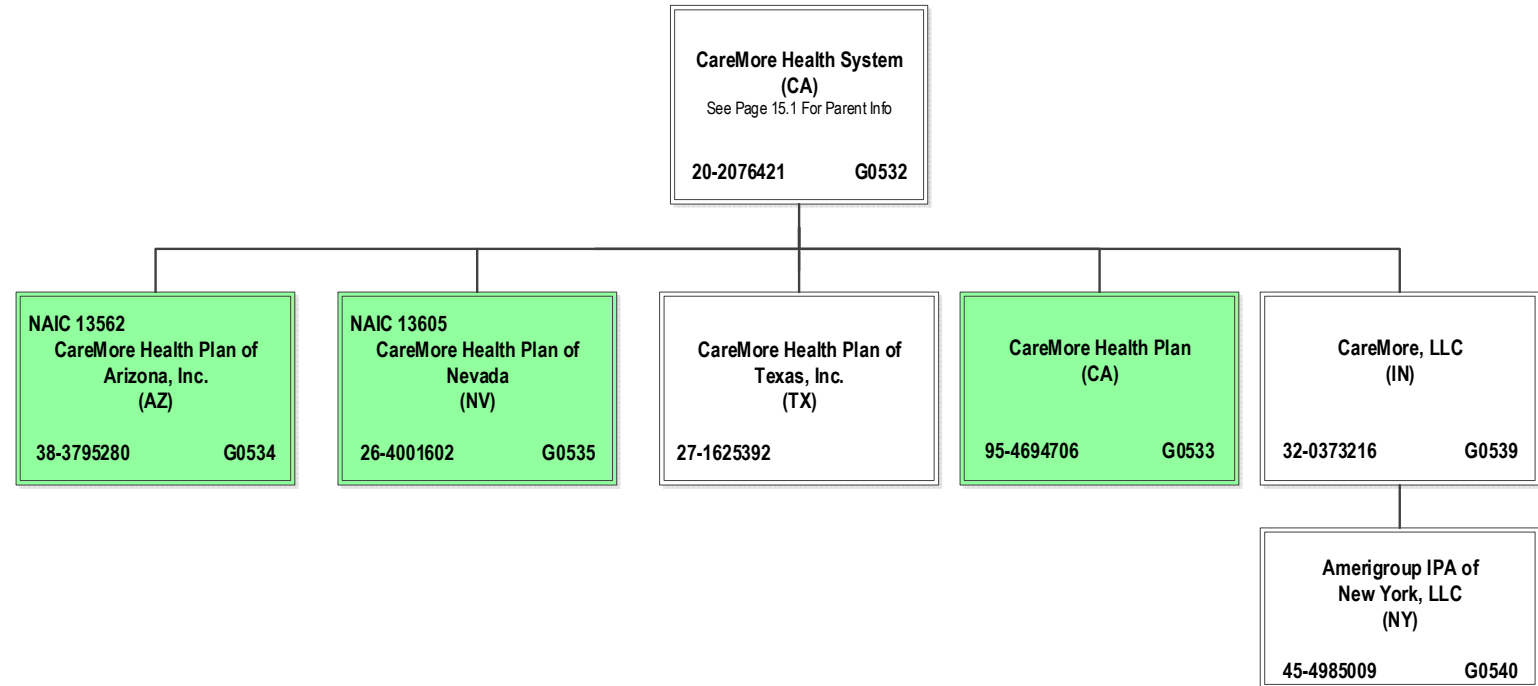 CareMore Health System
(CA)
See Page 15.1 For Parent Info
20-2076421 G0532
NAIC 13562
CareMore Health Plan of
Arizona, Inc.
(AZ)
38-3795280 G0534
NAIC 13605
CareMore Health Plan of
Nevada
(NV)
26-4001602 G0535
CareMore Health Plan of
Texas, Inc.
(TX)
27-1625392
CareMore Health Plan
(CA)
95-4694706 G0533
CareMore, LLC
(IN)
32-0373216 G0539
Amerigroup IPA of
New York, LLC
(NY)
45-4985009 G0540